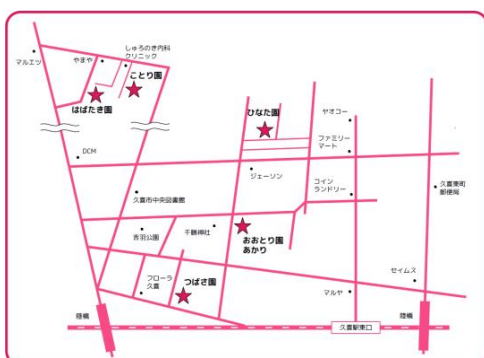 しゅろのき内科
クリニック
マルエツ
やまや
ことり園
はばたき園
ひなた園
ヤオコー
ファミリー
マート
DCM
ジェーソン
コイン
ランドリー
久喜東町
郵便局
久喜市中央図書館
吉羽公園
千勝神社
おおとり園
あかり
フローラ
久喜
つばさ園
セイムス
マルヤ
陸橋
久喜駅東口
陸橋